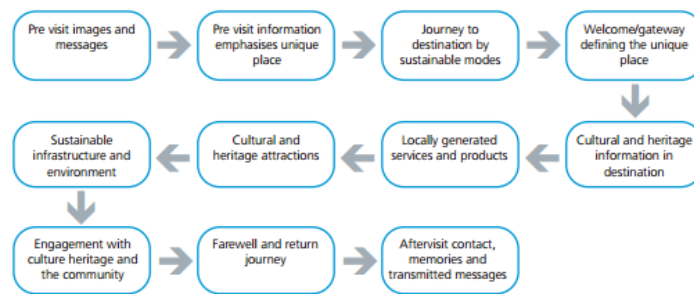 Pre visit images and
messages
Pre visit information
emphasises unique
place
Journey to
destination by
sustainable modes
Welcome/gateway
defining the unique
place
Sustainable
infrastructure and
environment
Cultural and
heritage attractions
Locally generated
services and products
Cultural and heritage
information in
destination
Engagement with
culture heritage and
the community
Farewell and return
journey
Aftervisit contact,
memories and
transmitted messages